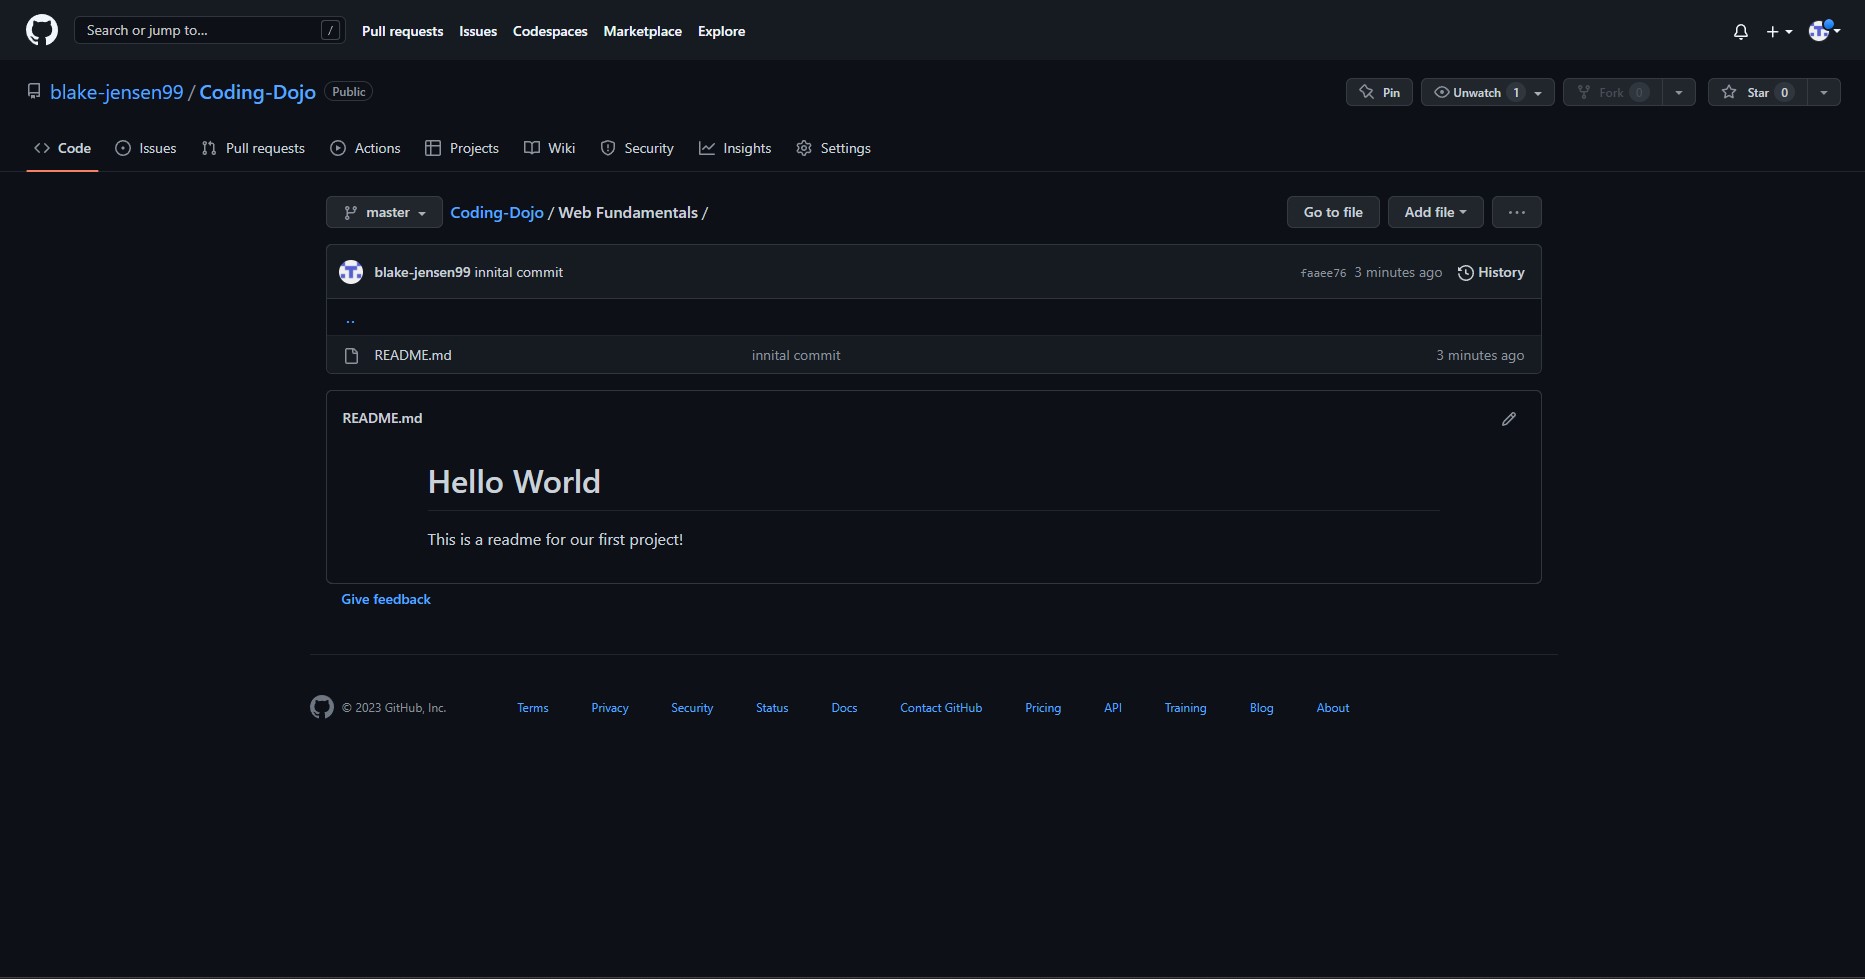 Search or jump to... / Pull requests Issues Codespaces Marketplace Explore
blake-jensen99 / Coding-Dojo Public Pin Unwatch 1 Fork 0 Star 0
Code Issues Pull requests Actions Projects Wiki Security Insights Settings
master Coding-Dojo / Web Fundamentals / Go to file Add file ...
blake-jensen99 innital commit faaee76 3 minutes ago History
..
README.md innital commit 3 minutes ago
README.md
Hello World
This is a readme for our first project!
Give feedback
© 2023 GitHub, Inc. Terms Privacy Security Status Docs Contact GitHub Pricing API Training Blog About